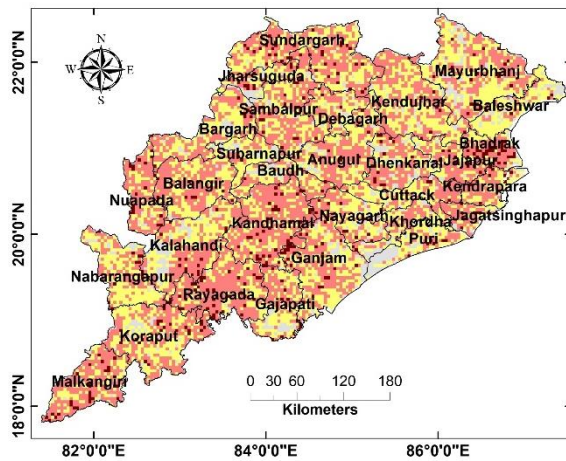 N
W E
S
22°0'0"N
20°0'0"N
18°0'0"N
Sundargarh
Jharsuguda
Mayurbhanj
Sambalpur
Kendujhar
Baleshwar
Debagarh
Bargarh
Bhadrak
Subarnapur
Anugul
Dhenkanal
Jajapur
Baudh
Balangir
Kendrapara
Nuapada
Cuttack
Kandhamal
Nayagarh
Khordha
Jagatsinghapur
Kalahandi
Puri
Ganjam
Nabarangapur
Rayagada
Gajapati
Koraput
Malkangiri
0 30 60 120 180
Kilometers
82°0'0"E 84°0'0"E 86°0'0"E